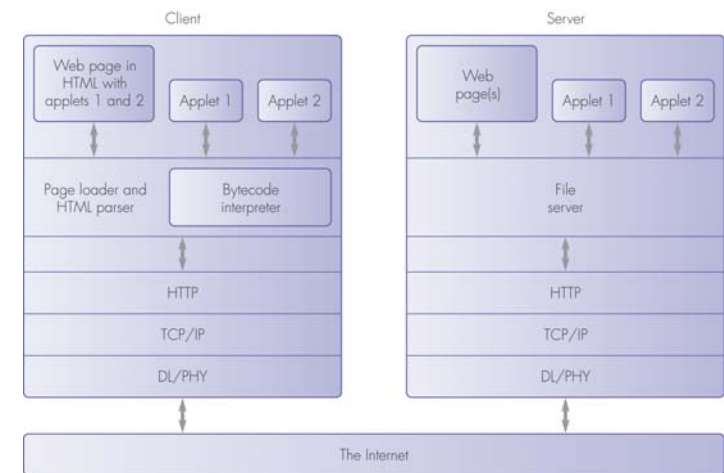 Client
Web page in
HTML with
applets 1 and 2
Applet 1
Applet 2
Page loader and
HTML parser
Bytecode
interpreter
HTTP
TCP/IP
DL/PHY
Server
Web
page(s)
Applet 1
Applet 2
File
server
HTTP
TCP/IP
DL/PHY
The Internet